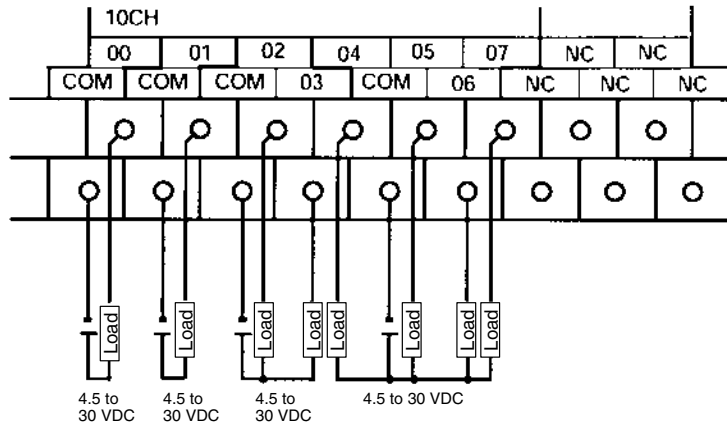 10CH
00 01 02 04 05 07 NC NC
COM COM COM 03 COM 06 NC NC NC
Load Load Load Load Load Load Load Load
4.5 to 4.5 to 4.5 to 4.5 to 30 VDC
30 VDC 30 VDC 30 VDC